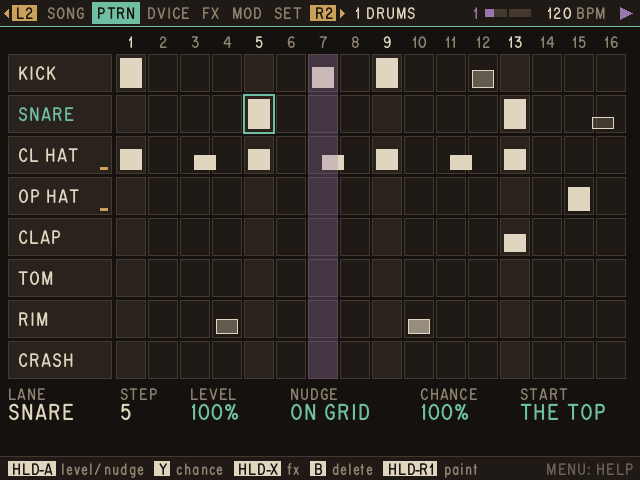 L2 SONG PTRN DVICE FX MOD SET R2 1 DRUMS 1 120 BPM
1 2 3 4 5 6 7 8 9 10 11 12 13 14 15 16
KICK
SNARE
CL HAT
OP HAT
CLAP
TOM
RIM
CRASH
LANE STEP LEVEL NUDGE CHANCE START
SNARE 5 100% ON GRID 100% THE TOP
HLD-A level/nudge Y chance HLD-X fx B delete HLD-R1 paint MENU: HELP